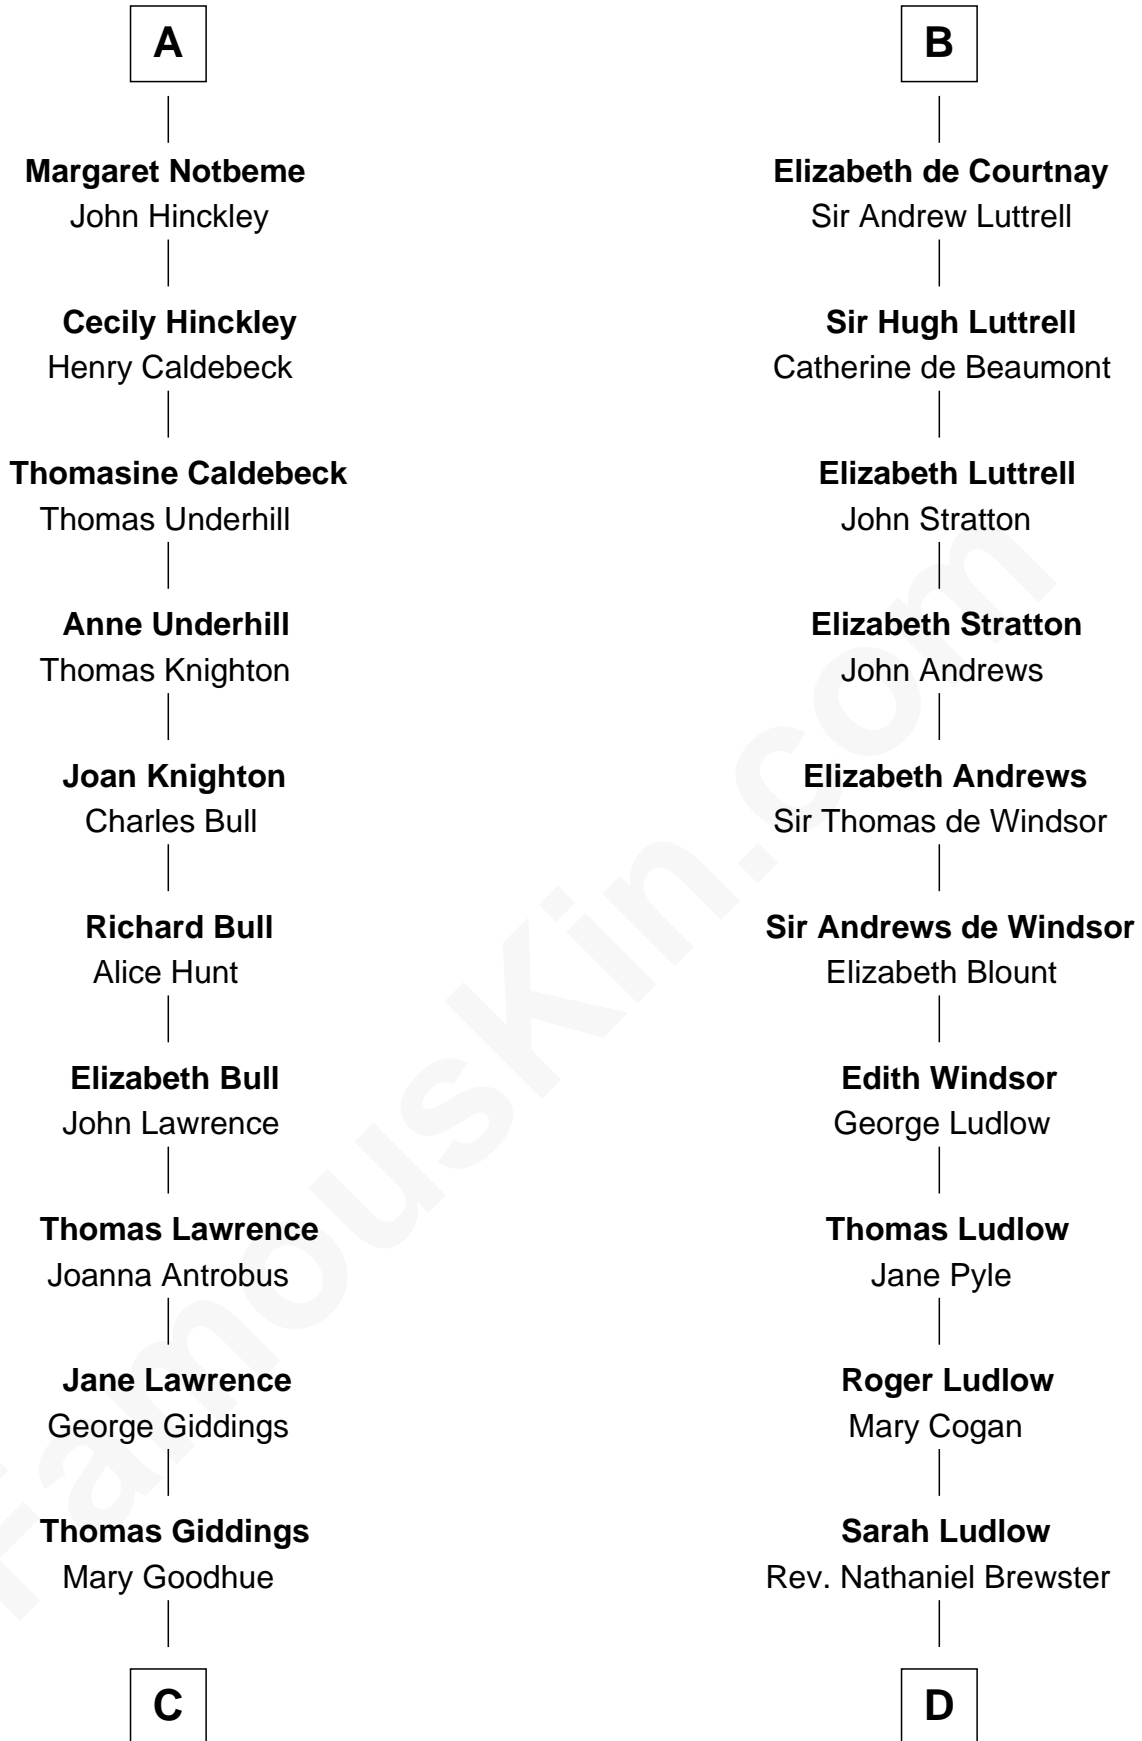 A
Margaret Notbeme
John Hinckley
Cecily Hinckley
Henry Caldebeck
Thomasine Caldebeck
Thomas Underhill
Anne Underhill
Thomas Knighton
Joan Knighton
Charles Bull
Richard Bull
Alice Hunt
Elizabeth Bull
John Lawrence
Thomas Lawrence
Joanna Antrobus
Jane Lawrence
George Giddings
Thomas Giddings
Mary Goodhue
C
B
Elizabeth de Courtnay
Sir Andrew Luttrell
Sir Hugh Luttrell
Catherine de Beaumont
Elizabeth Luttrell
John Stratton
Elizabeth Stratton
John Andrews
Elizabeth Andrews
Sir Thomas de Windsor
Sir Andrews de Windsor
Elizabeth Blount
Edith Windsor
George Ludlow
Thomas Ludlow
Jane Pyle
Roger Ludlow
Mary Cogan
Sarah Ludlow
Rev. Nathaniel Brewster
D
FamousKin.com